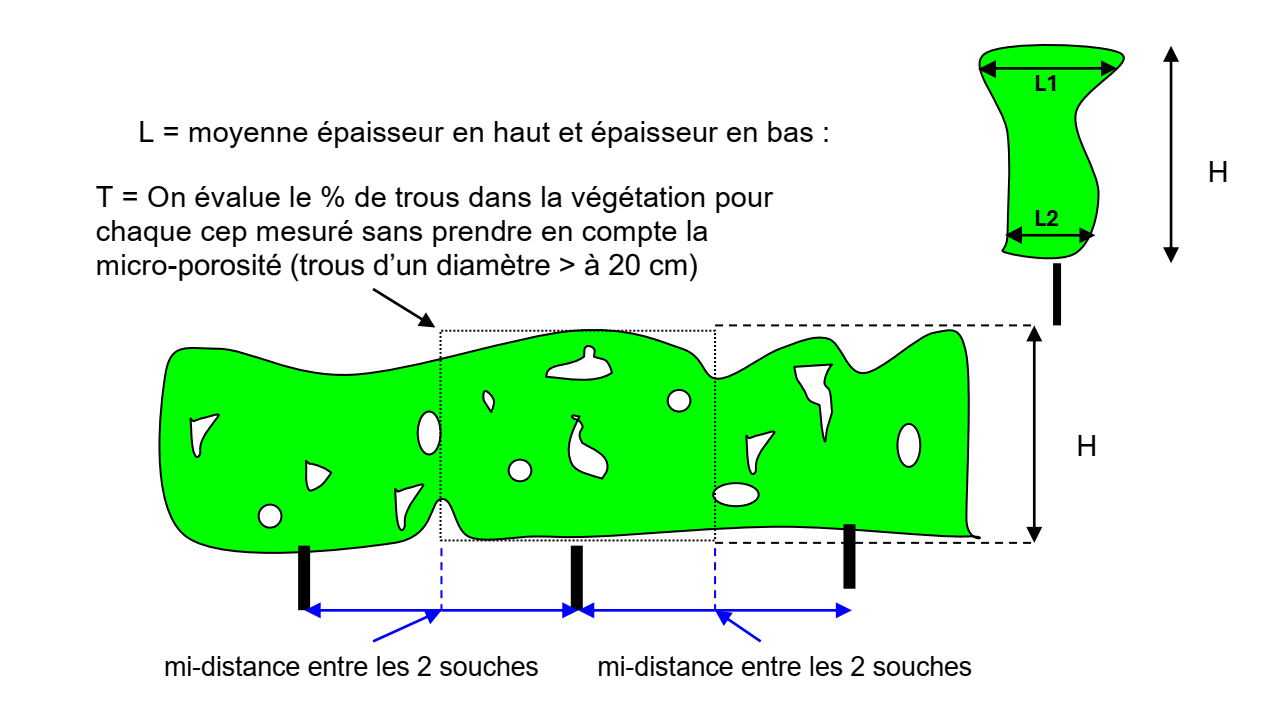 L1
L = moyenne épaisseur en haut et épaisseur en bas :
H
T = On évalue le % de trous dans la végétation pour
chaque cep mesuré sans prendre en compte la
micro-porosité (trous d’un diamètre > à 20 cm)
L2
H
mi-distance entre les 2 souches
mi-distance entre les 2 souches